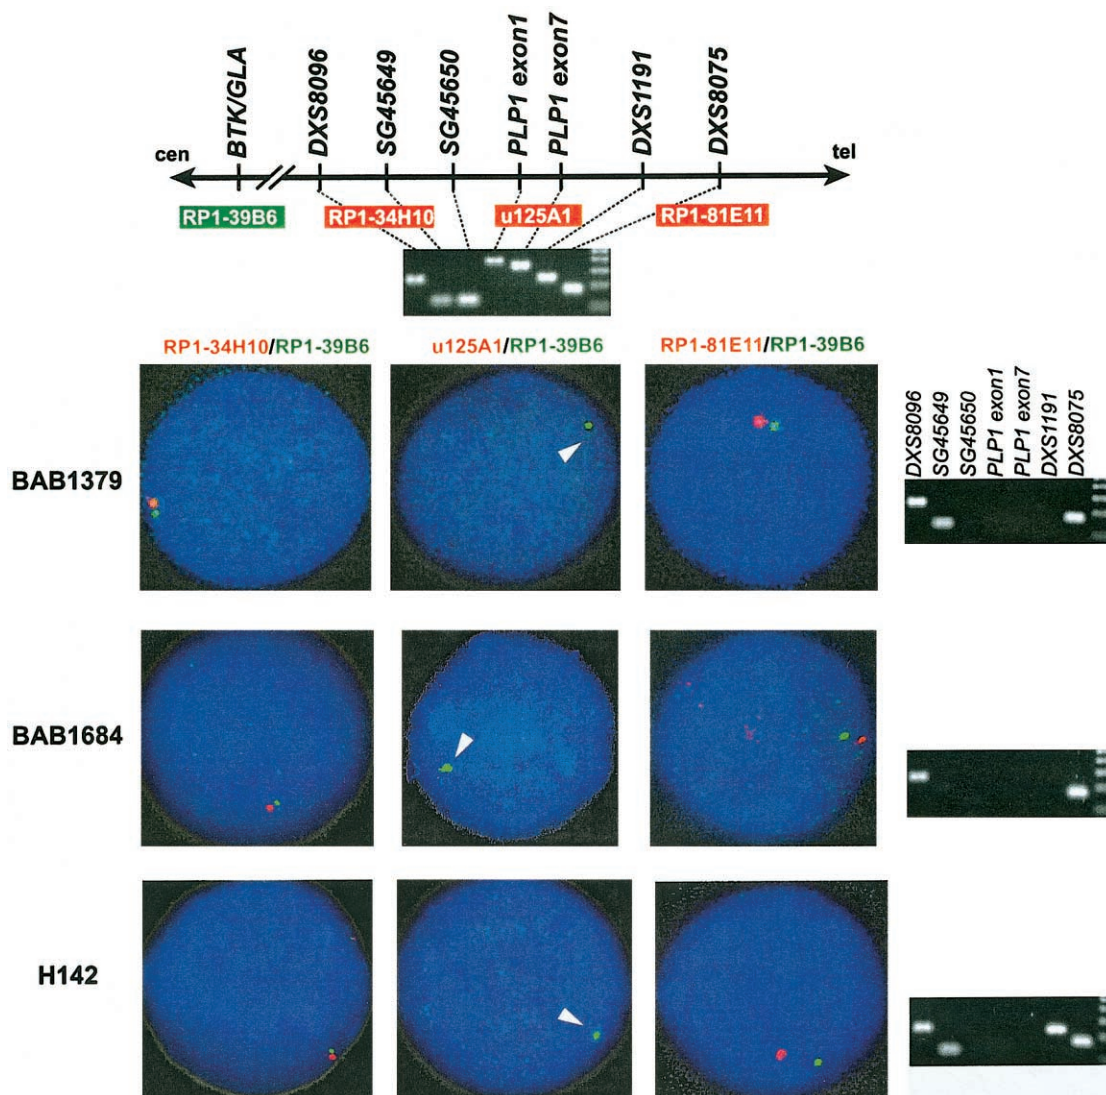 BTK/GLA DXS8096 SG45649 SG45650 PLP1 exon1 PLP1 exon7 DXS1191 DXS8075
cen tel
RP1-39B6 RP1-34H10 u125A1 RP1-81E11
RP1-34H10/RP1-39B6 u125A1/RP1-39B6 RP1-81E11/RP1-39B6
DXS8096 SG45649 SG45650 PLP1 exon1 PLP1 exon7 DXS1191 DXS8075
BAB1379
BAB1684
H142